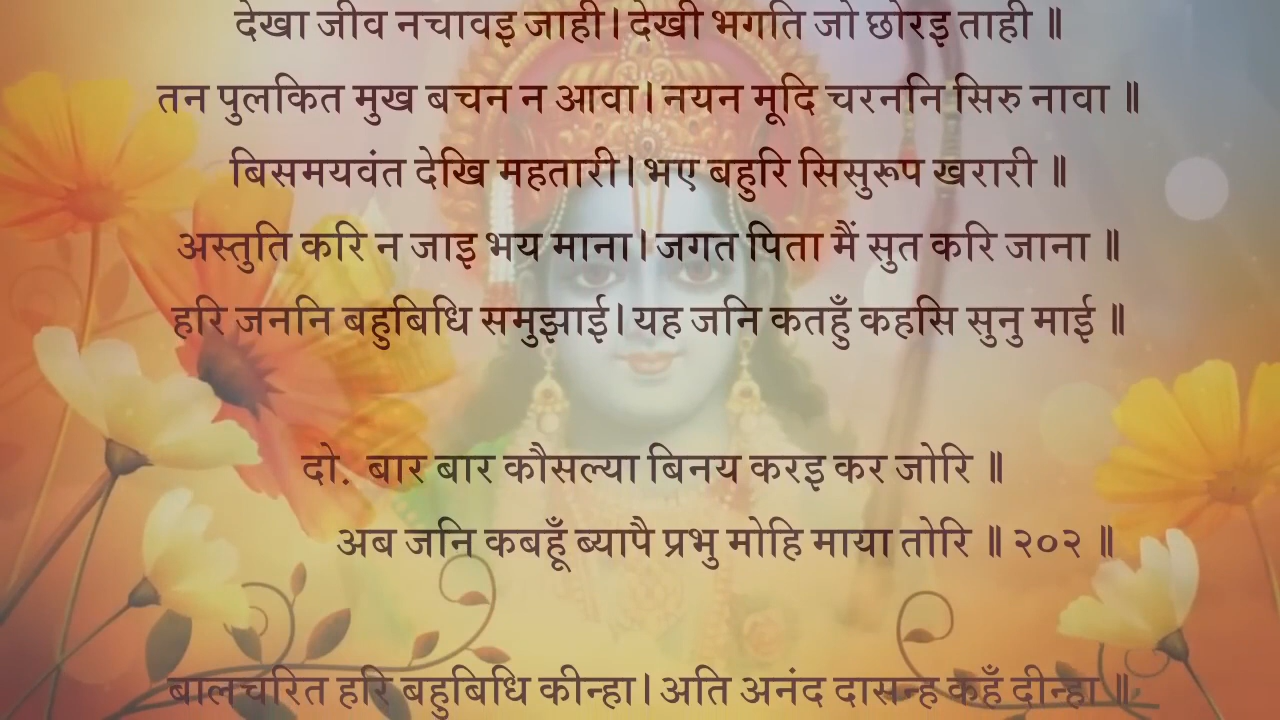 देखा जीव नचावइ जाही। देखी भगति जो छोरइ ताही ॥
तन पुलकित मुख बचन न आवा। नयन मूदि चरननि सिरु नावा ॥
बिसमयवंत देखि महतारी। भए बहुरि सिसुरूप खरारी ॥
अस्तुति करि न जाइ भय माना। जगत पिता मैं सुत करि जाना ॥
हरि जननि बहुबिधि समुझाई। यह जनि कतहुँ कहसि सुनु माई ॥
दो. बार बार कौसल्या बिनय करइ कर जोरि ॥
अब जनि कबहूँ ब्यापै प्रभु मोहि माया तोरि ॥ २०२ ॥
बालचरित हरि बहुबिधि कीन्हा। अति अनंद दासन्ह कहँ दीन्हा ॥